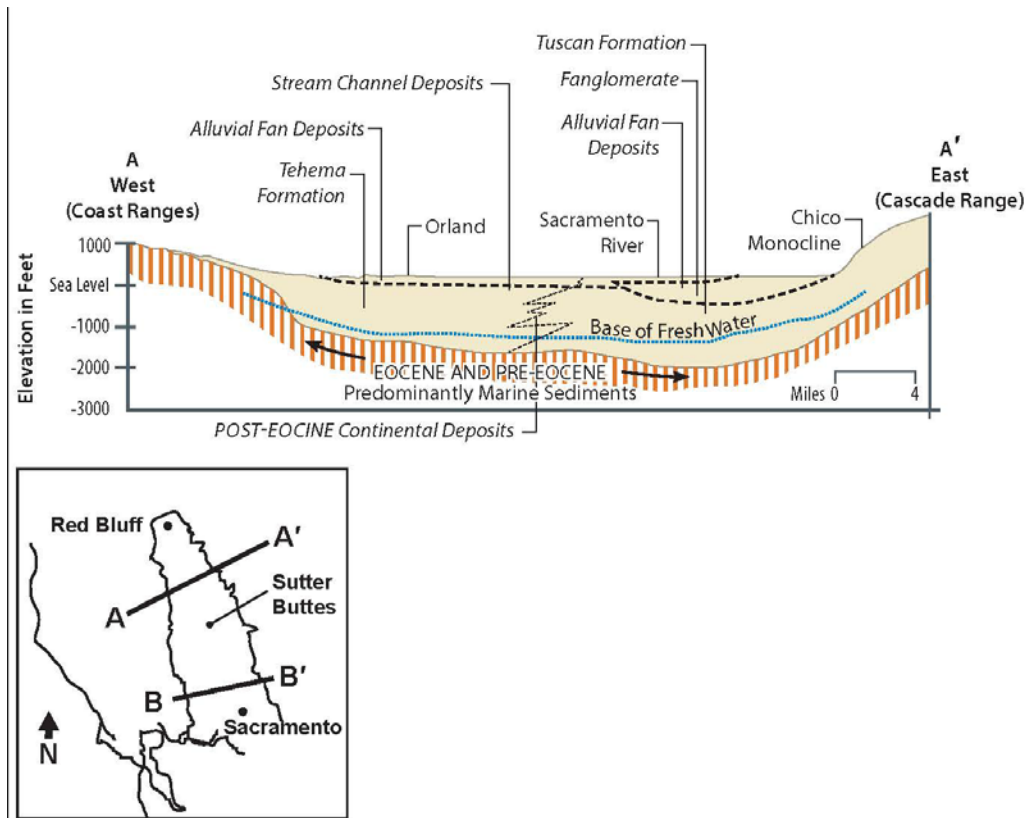 Tuscan Formation
Stream Channel Deposits
Fanglomerate
Alluvial Fan Deposits
Alluvial Fan
Deposits
A
West
(Coast Ranges)
Tehema
Formation
A'
East
(Cascade Range)
Orland
Sacramento
River
Chico
Monocline
Elevation in Feet
1000
Sea Level
-1000
-2000
-3000
Base of Fresh Water
EOCENE AND PRE-EOCENE
Predominantly Marine Sediments
Miles 0 4
POST-EOCINE Continental Deposits
Red Bluff
A'
Sutter
Buttes
A
B'
B
Sacramento
N